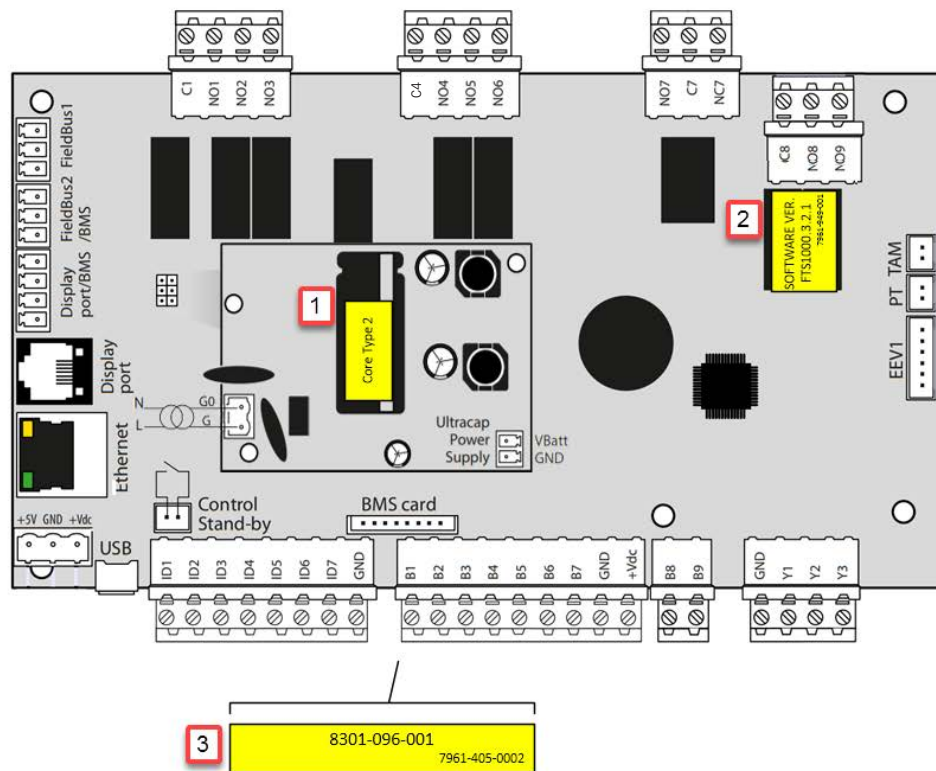 C1
NO1
NO2
NO3
C4
NO4
NO5
NO6
NO7
C7
NC7
C8
NO8
NO9
FieldBus1
FieldBus2
/BMS
Display
port/BMS
Display
port
Ethernet
+5V GND +Vdc
USB
N
L
G0
G
1
Core Type 2
2
SOFTWARE VER.
FTS1000.3.2.1
7961-949-001
TAM
PT
EEV1
Ultracap
Power
Supply
VBatt
GND
Control
Stand-by
BMS card
ID1
ID2
ID3
ID4
ID5
ID6
ID7
GND
B1
B2
B3
B4
B5
B6
B7
GND
+Vdc
B8
B9
GND
Y1
Y2
Y3
3
8301-096-001
7961-405-0002